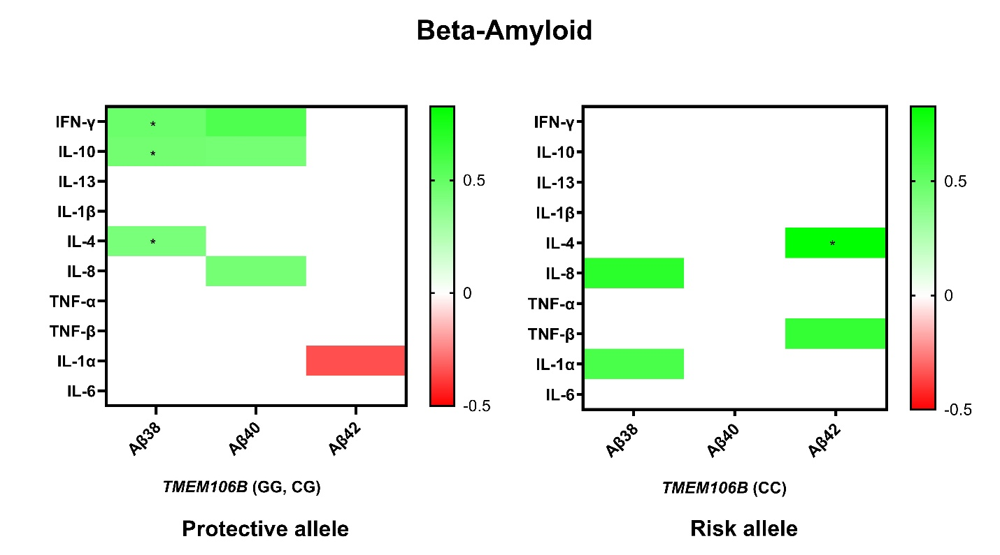 Beta-Amyloid
IFN-γ
IL-10
IL-13
IL-1β
IL-4
IL-8
TNF-α
TNF-β
IL-1α
IL-6
*
*
*
Aβ38
Aβ40
Aβ42
0.5
0
-0.5
TMEM106B (GG, CG)
Protective allele
IFN-γ
IL-10
IL-13
IL-1β
IL-4
IL-8
TNF-α
TNF-β
IL-1α
IL-6
*
Aβ38
Aβ40
Aβ42
0.5
0
-0.5
TMEM106B (CC)
Risk allele